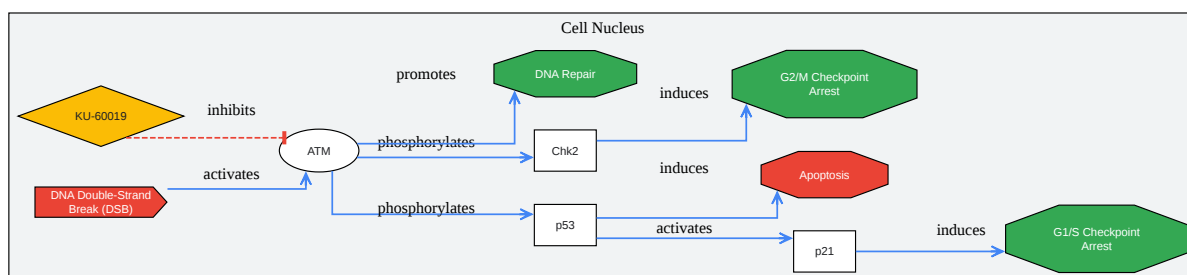 Cell Nucleus
promotes
DNA Repair
G2/M Checkpoint
Arrest
induces
KU-60019
inhibits
ATM
phosphorylates
Chk2
induces
Apoptosis
activates
DNA Double-Strand
Break (DSB)
phosphorylates
p53
activates
p21
induces
G1/S Checkpoint
Arrest